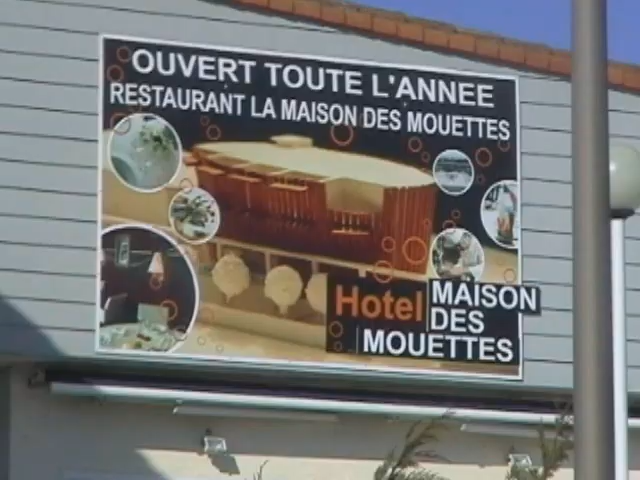 OUVERT TOUTE L'ANNEE
RESTAURANT LA MAISON DES MOUETTES
Hotel MAISON
DES
MOUETTES